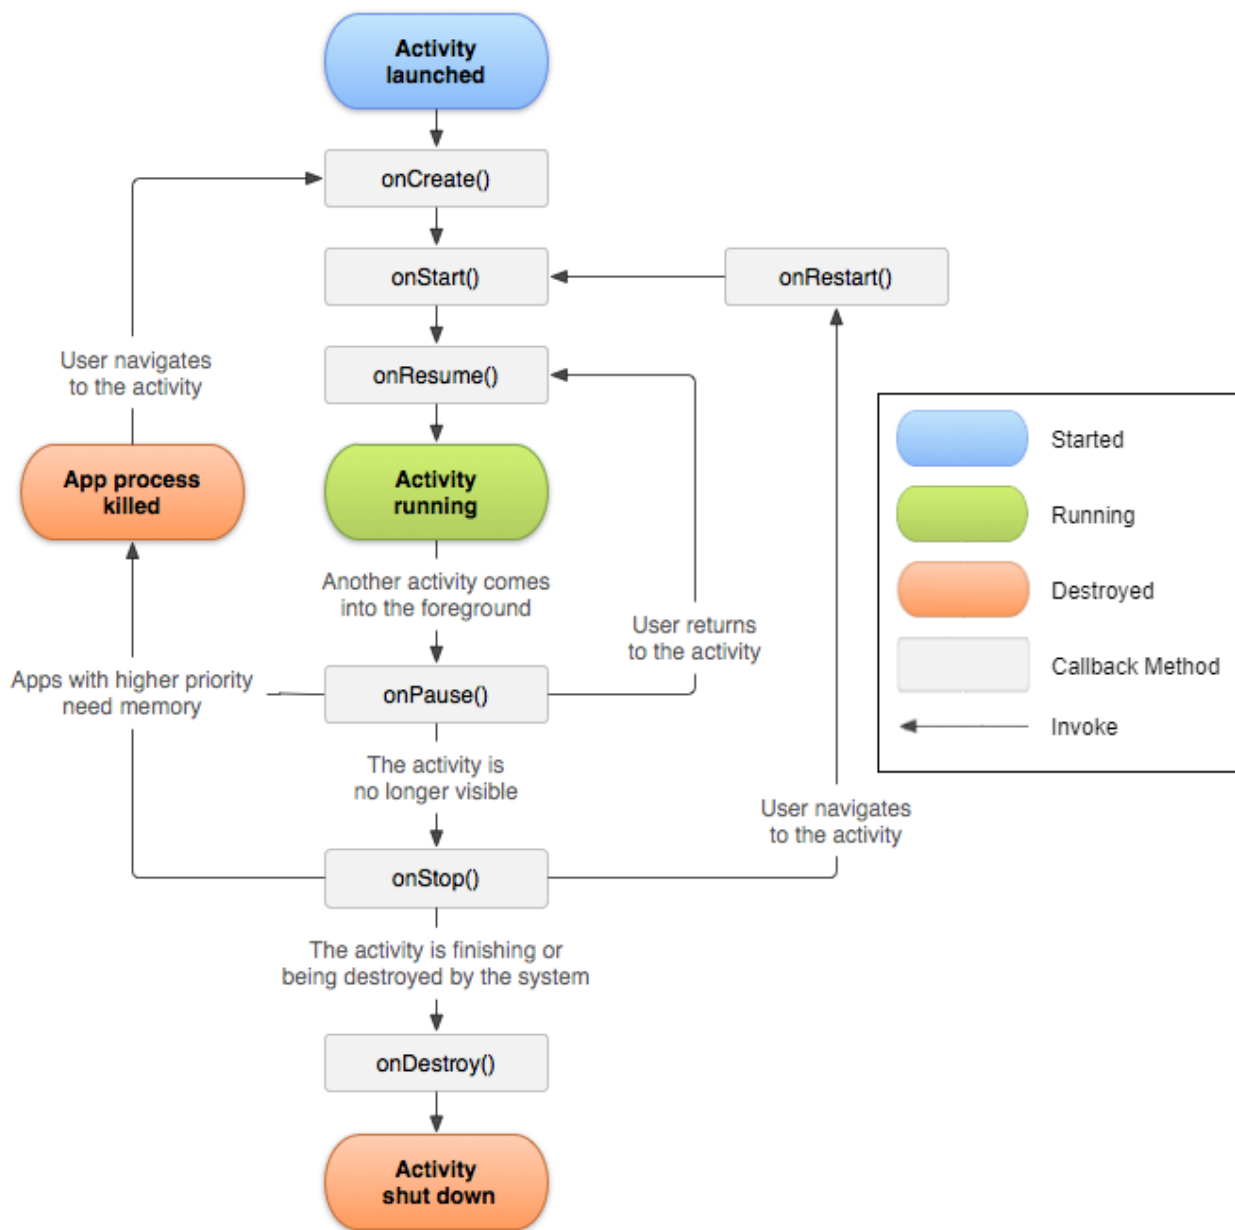 Activity
launched
onCreate()
onStart()
onRestart()
User navigates
to the activity
onResume()
App process
killed
Activity
running
Started
Running
Destroyed
Callback Method
Invoke
Another activity comes
into the foreground
User returns
to the activity
Apps with higher priority
need memory
onPause()
The activity is
no longer visible
User navigates
to the activity
onStop()
The activity is finishing or
being destroyed by the system
onDestroy()
Activity
shut down